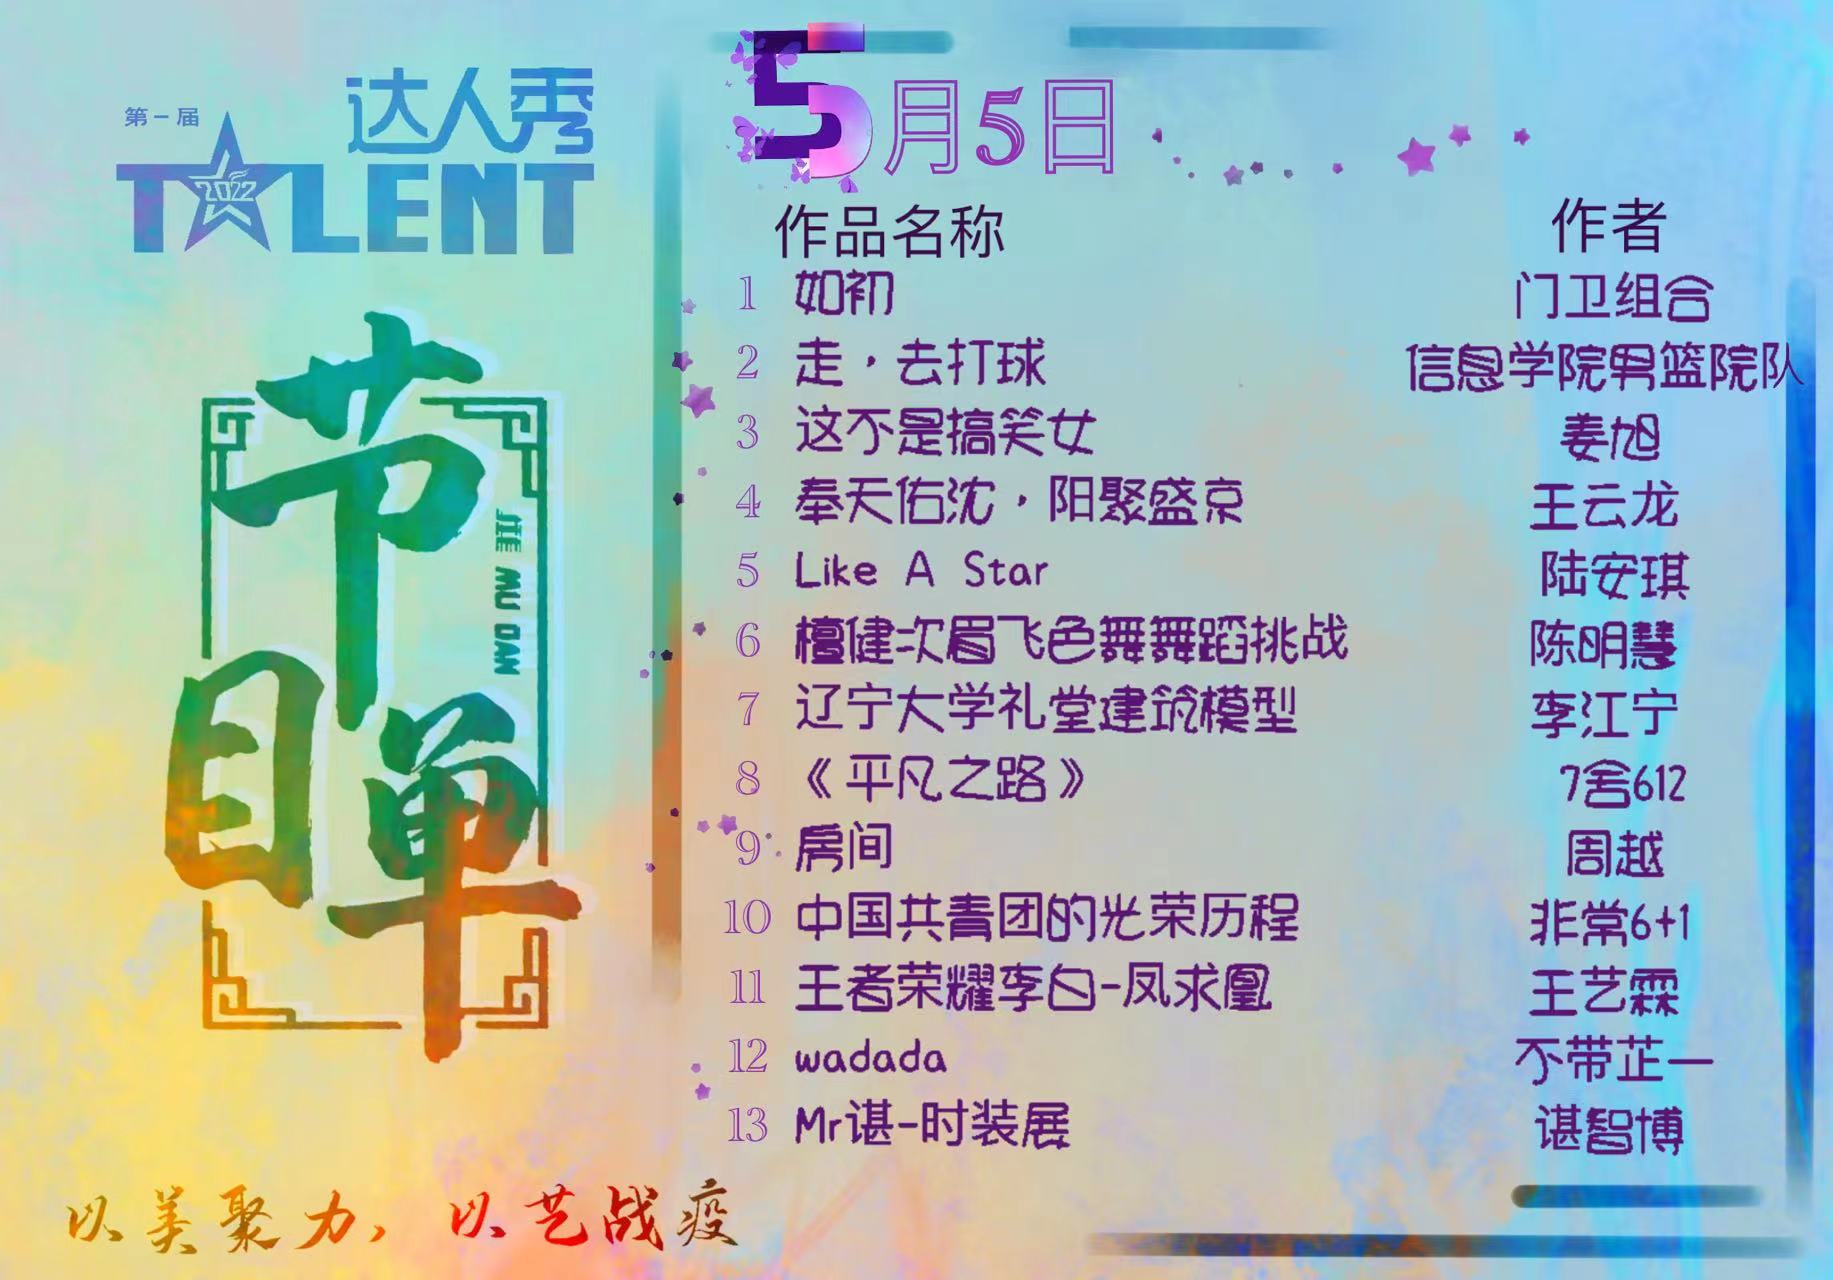 第一届
达人秀
TALENT
2022
节目单
JIE MU DAN
以美聚力，以艺战疫
5月5日
作品名称 作者
1 如初 门卫组合
2 走，去打球 信息学院男篮院队
3 这不是搞笑女 姜旭
4 奉天佑沈，阳聚盛京 王云龙
5 Like A Star 陆安琪
6 檀健次眉飞色舞舞蹈挑战 陈明慧
7 辽宁大学礼堂建筑模型 李江宁
8 《平凡之路》 7舍612
9 房间 周越
10 中国共青团的光荣历程 非常6+1
11 王者荣耀李白-凤求凰 王艺霖
12 wadada 不带芷一
13 Mr谌-时装展 谌智博